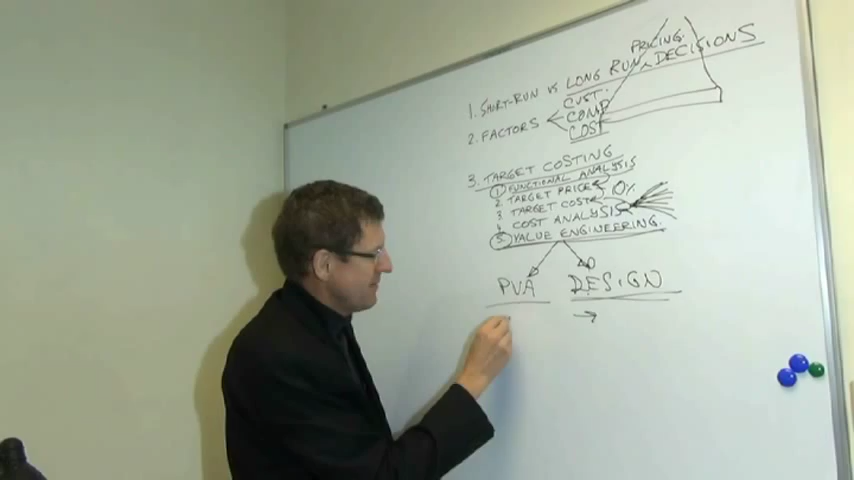 PRICING
1. SHORT-RUN VS LONG RUN ^ DECISIONS
2. FACTORS < CUST.
COMP
COST
3. TARGET COSTING
1 FUNCTIONAL ANALYSIS
2 TARGET PRICE
10%
3 TARGET COST
4 COST ANALYSIS
5 VALUE ENGINEERING.
PVA DESIGN